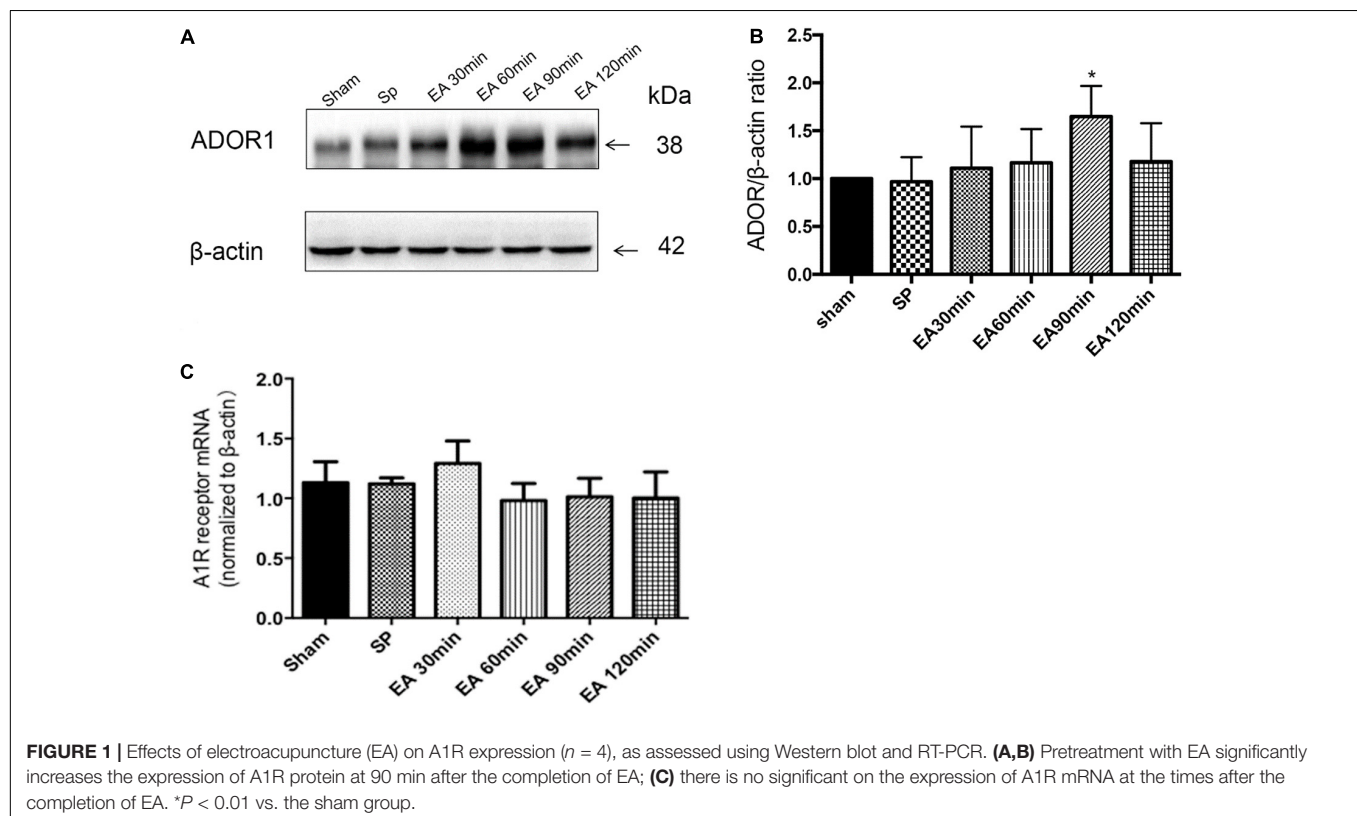 A
Sham Sp EA 30min EA 60min EA 90min EA 120min kDa
ADOR1 ← 38
β-actin ← 42
B
ADOR/β-actin ratio
2.5
2.0
1.5
1.0
0.5
0.0
*
sham SP EA30min EA60min EA90min EA120min
C
A1R receptor mRNA
(normalized to β-actin)
2.0
1.5
1.0
0.5
0.0
Sham SP EA 30min EA 60min EA 90min EA 120min
FIGURE 1 | Effects of electroacupuncture (EA) on A1R expression (n = 4), as assessed using Western blot and RT-PCR. (A,B) Pretreatment with EA significantly
increases the expression of A1R protein at 90 min after the completion of EA; (C) there is no significant on the expression of A1R mRNA at the times after the
completion of EA. *P < 0.01 vs. the sham group.